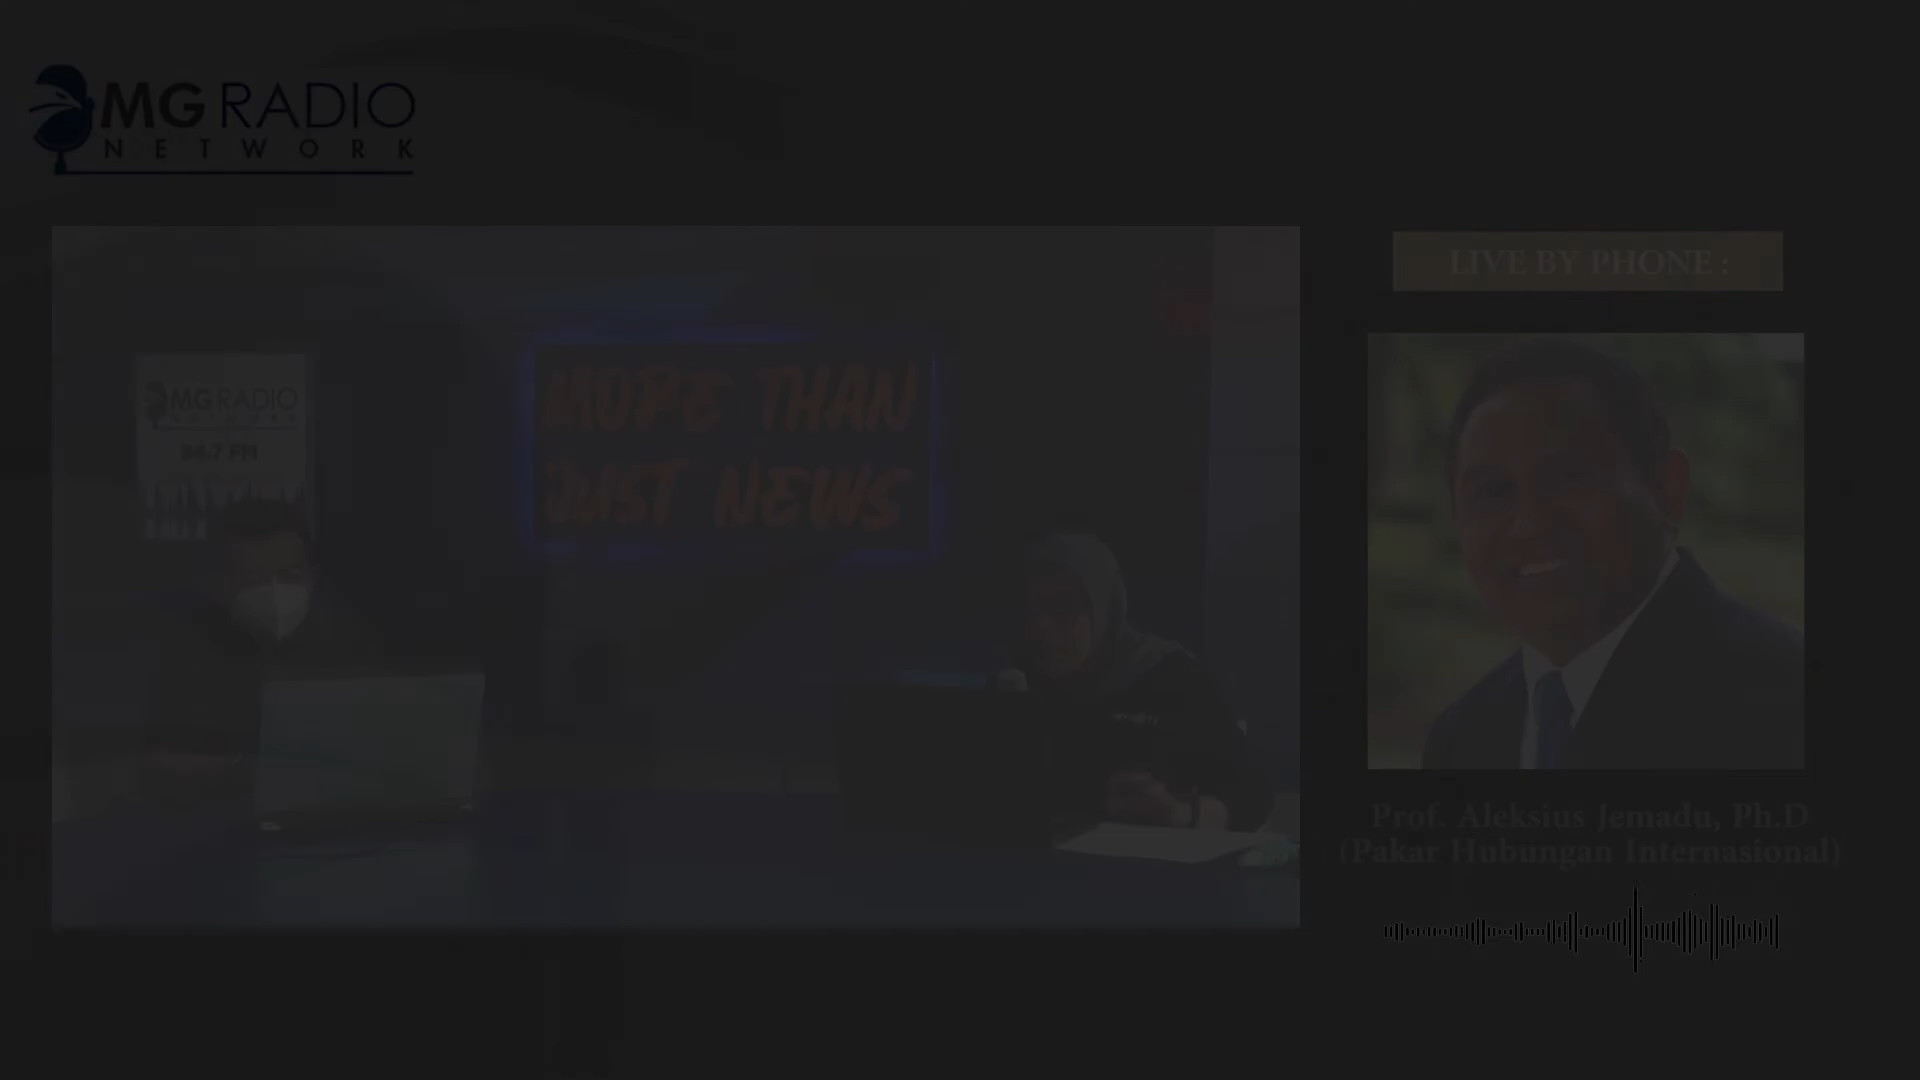 MG RADIO
NETWORK
LIVE BY PHONE :
MORE THAN
JUST NEWS
MG RADIO
NETWORK
Prof. Aleksius Jemadu, Ph.D
(Pakar Hubungan Internasional)